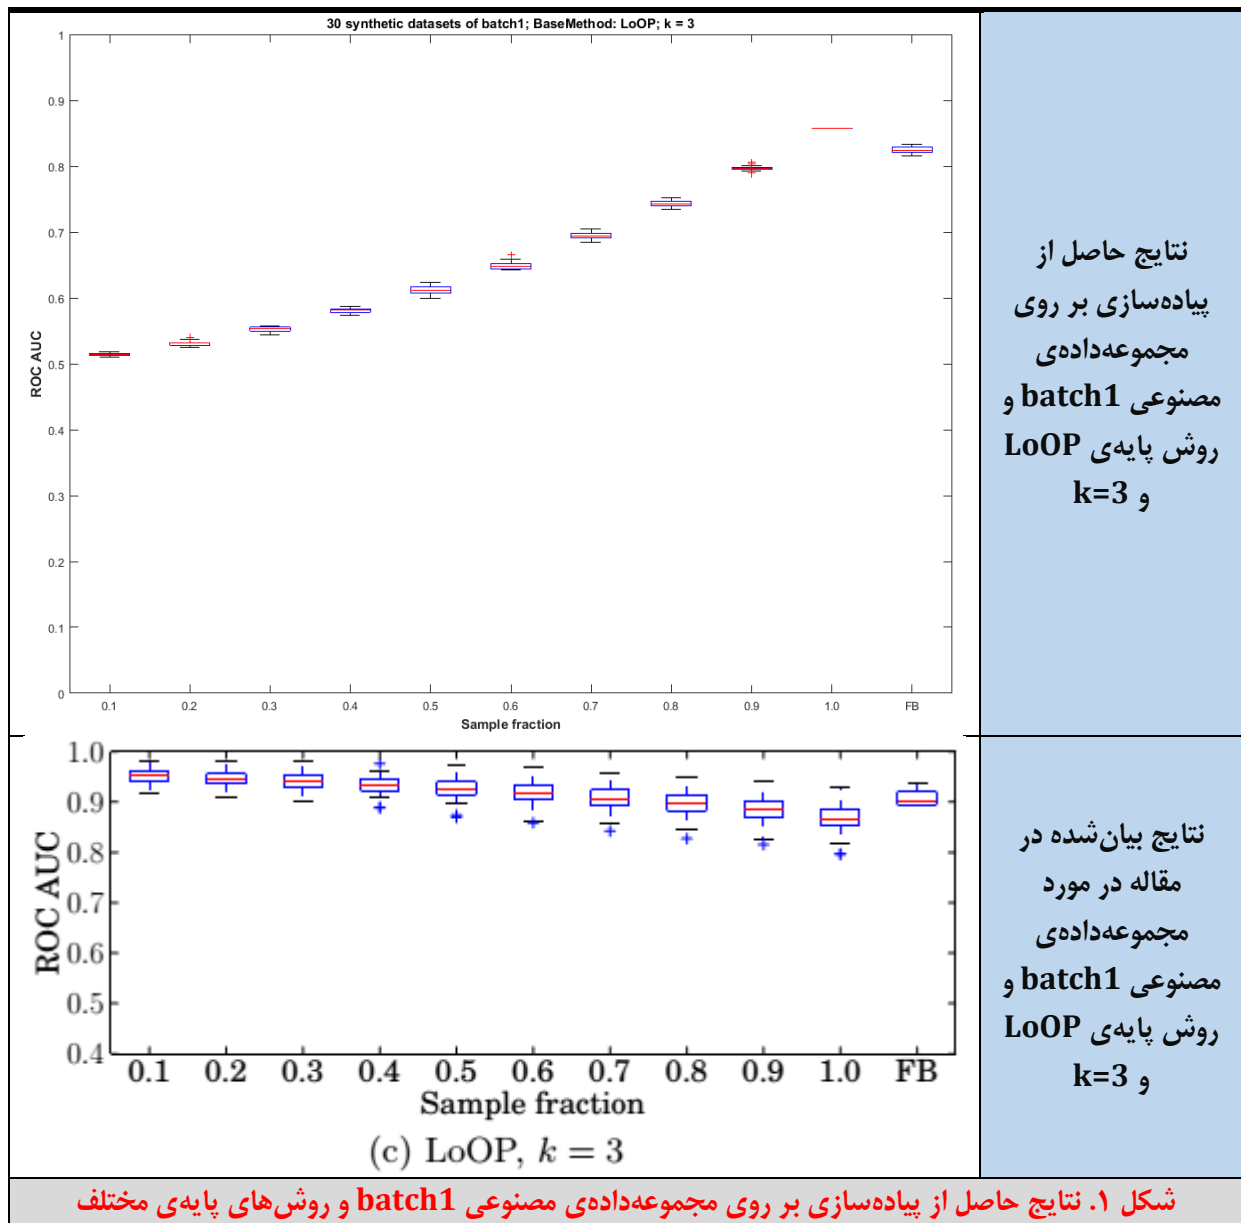 30 synthetic datasets of batch1; BaseMethod: LoOP; k = 3
ROC AUC
1
0.9
0.8
0.7
0.6
0.5
0.4
0.3
0.2
0.1
0
0.1 0.2 0.3 0.4 0.5 0.6 0.7 0.8 0.9 1.0 FB
Sample fraction
نتایج حاصل از
پیاده‌سازی بر روی
مجموعه‌داده‌ی
مصنوعی batch1 و
روش پایه‌ی LoOP
و k=3
ROC AUC
1.0
0.9
0.8
0.7
0.6
0.5
0.4
0.1 0.2 0.3 0.4 0.5 0.6 0.7 0.8 0.9 1.0 FB
Sample fraction
(c) LoOP, k = 3
نتایج بیان‌شده در
مقاله در مورد
مجموعه‌داده‌ی
مصنوعی batch1 و
روش پایه‌ی LoOP
و k=3
شکل ۱. نتایج حاصل از پیاده‌سازی بر روی مجموعه‌داده‌ی مصنوعی batch1 و روش‌های پایه‌ی مختلف